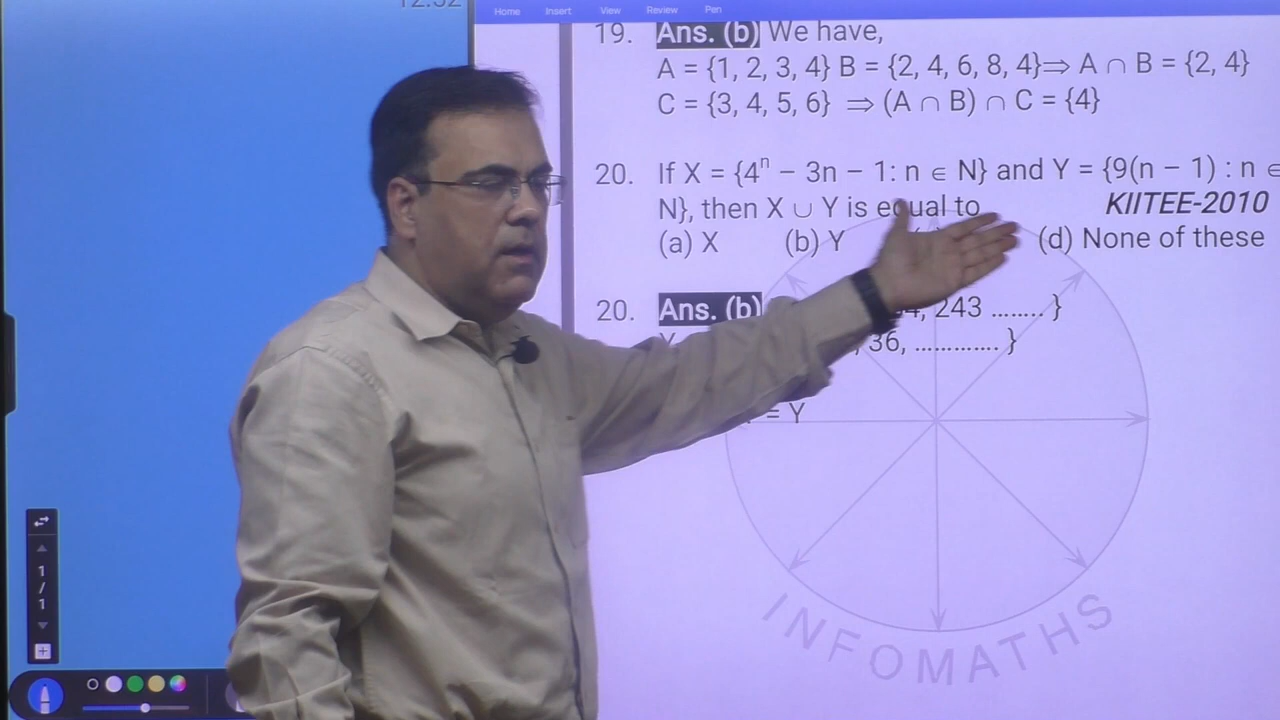 12:52
Home Insert View Review Pen
19. Ans. (b) We have,
A = {1, 2, 3, 4} B = {2, 4, 6, 8, 4}⇒ A ∩ B = {2, 4}
C = {3, 4, 5, 6} ⇒ (A ∩ B) ∩ C = {4}
20. If X = {4ⁿ − 3n − 1: n ∈ N} and Y = {9(n − 1) : n ∈
N}, then X ∪ Y is equal to KIITEE-2010
(a) X (b) Y (d) None of these
20. Ans. (b) 243 ........ }
36, ............. }
= Y
1
/
1
INFOMATHS